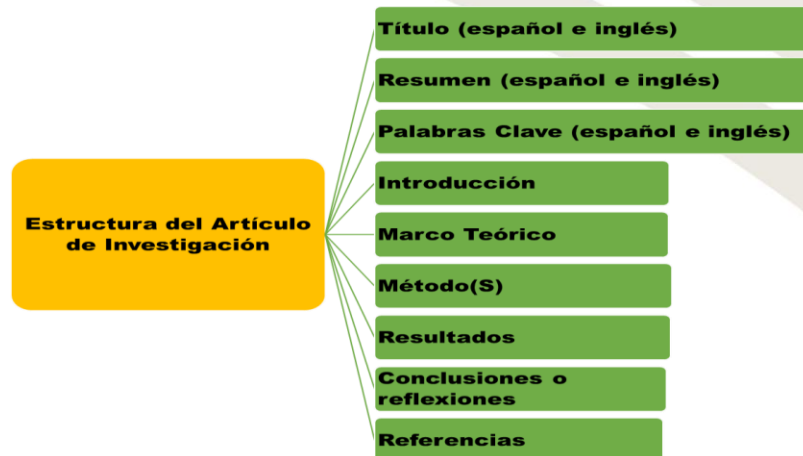 Estructura del Artículo
de Investigación
Título (español e inglés)
Resumen (español e inglés)
Palabras Clave (español e inglés)
Introducción
Marco Teórico
Método(S)
Resultados
Conclusiones o
reflexiones
Referencias